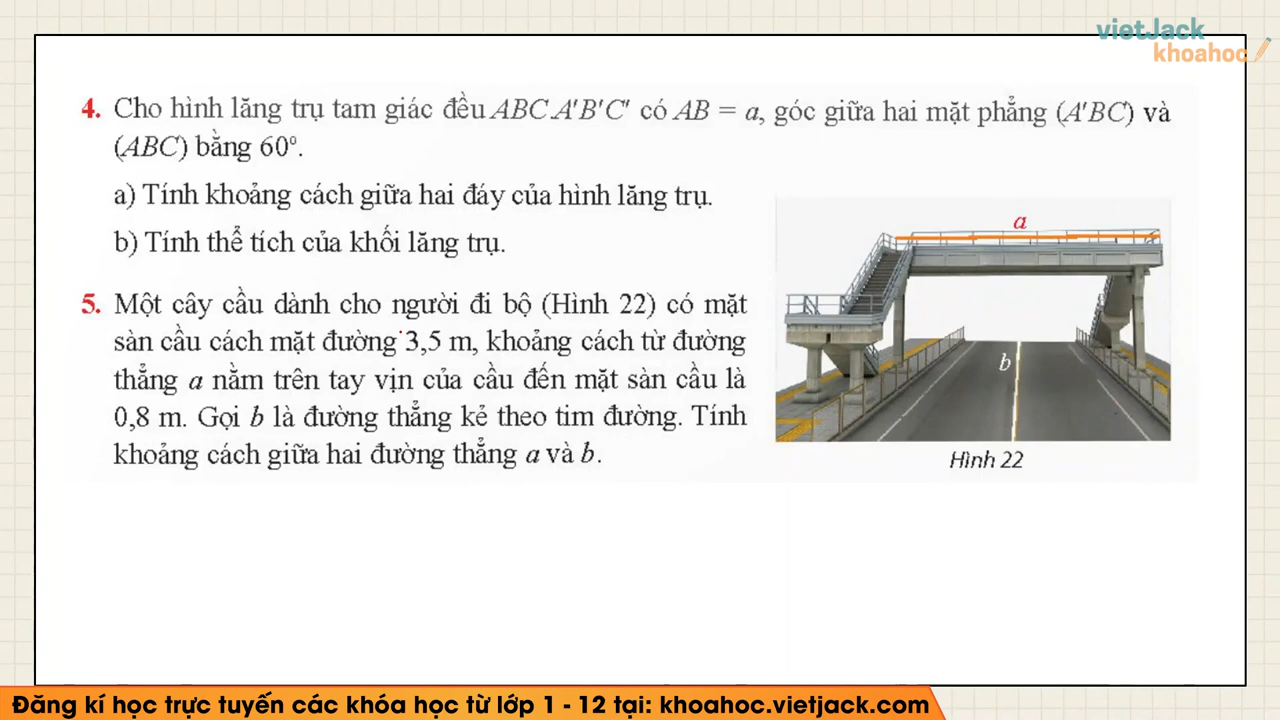 vietJack
khoahoc
4. Cho hình lăng trụ tam giác đều ABC.A'B'C' có AB = a, góc giữa hai mặt phẳng (A'BC) và
(ABC) bằng 60⁰.
a) Tính khoảng cách giữa hai đáy của hình lăng trụ.
b) Tính thể tích của khối lăng trụ.
5. Một cây cầu dành cho người đi bộ (Hình 22) có mặt
sàn cầu cách mặt đường 3,5 m, khoảng cách từ đường
thẳng a nằm trên tay vịn của cầu đến mặt sàn cầu là
0,8 m. Gọi b là đường thẳng kẻ theo tim đường. Tính
khoảng cách giữa hai đường thẳng a và b.
a
b
Hình 22
Đăng kí học trực tuyến các khóa học từ lớp 1 - 12 tại: khoahoc.vietjack.com